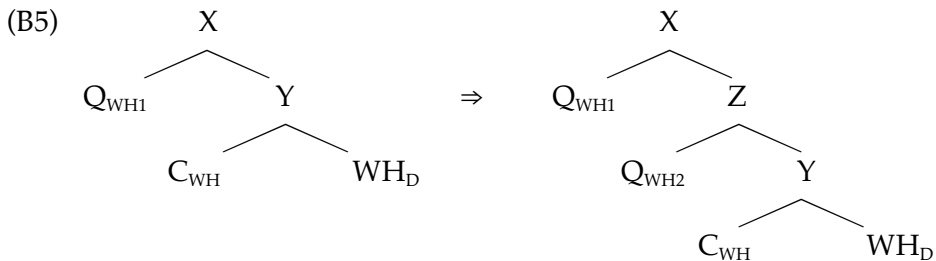 (B5) X X
Q_WH1 Y ⇒ Q_WH1 Z
C_WH WH_D Q_WH2 Y
C_WH WH_D